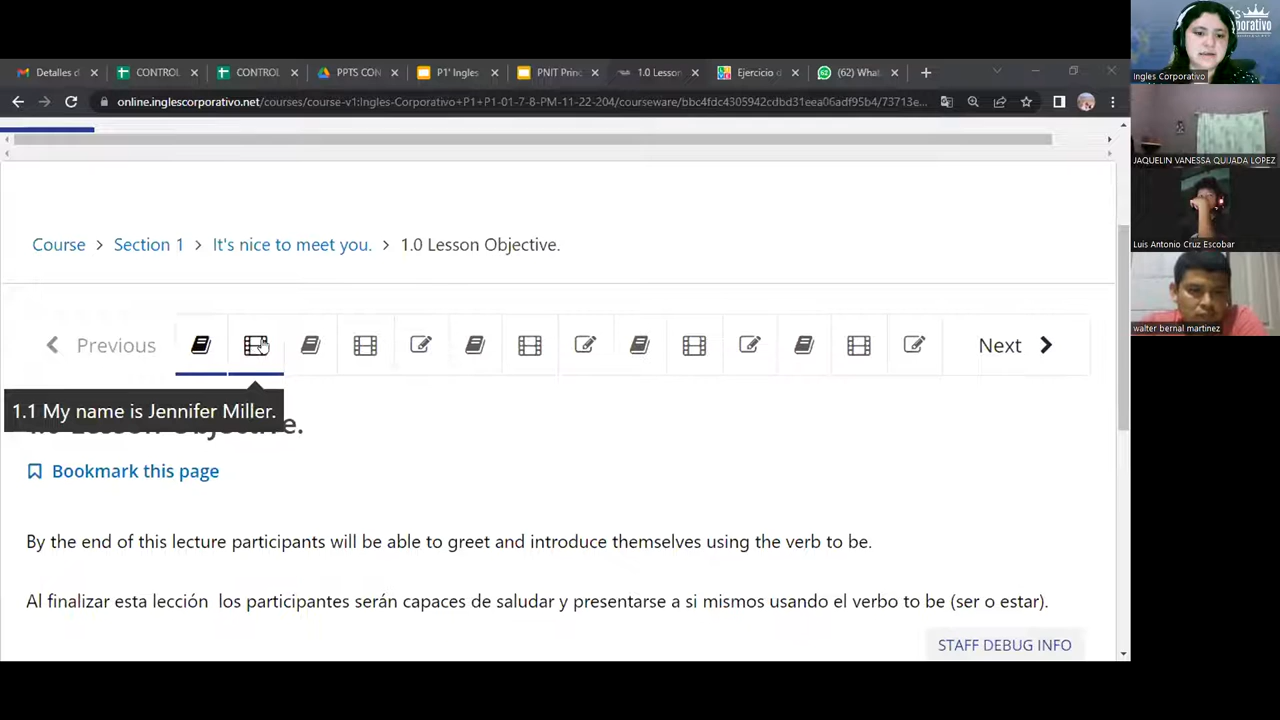 Detalles d
CONTROL
CONTROL
PPTS CON
P1' Ingles
PNIT Princ
1.0 Lesson
Ejercicio d
(62) What
online.inglescorporativo.net/courses/course-v1:Ingles-Corporativo+P1+P1-01-7-8-PM-11-22-204/courseware/bbc4fdc4305942cdbd31eea06adf95b4/73713e...
Course > Section 1 > It's nice to meet you. > 1.0 Lesson Objective.
Previous
Next
1.1 My name is Jennifer Miller.
Bookmark this page
By the end of this lecture participants will be able to greet and introduce themselves using the verb to be.
Al finalizar esta lección los participantes serán capaces de saludar y presentarse a si mismos usando el verbo to be (ser o estar).
STAFF DEBUG INFO
Ingles Corporativo
JAQUELIN VANESSA QUIJADA LOPEZ
Luis Antonio Cruz Escobar
walter bernal martinez